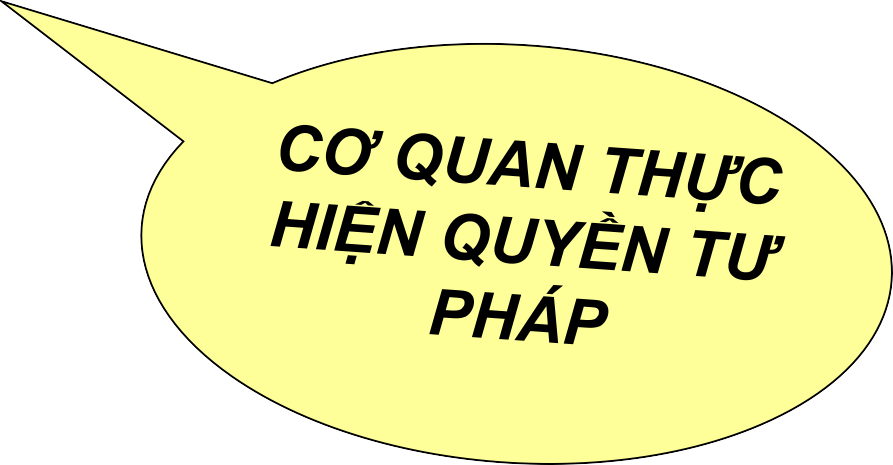 CƠ QUAN THỰC
HIỆN QUYỀN TƯ
PHÁP